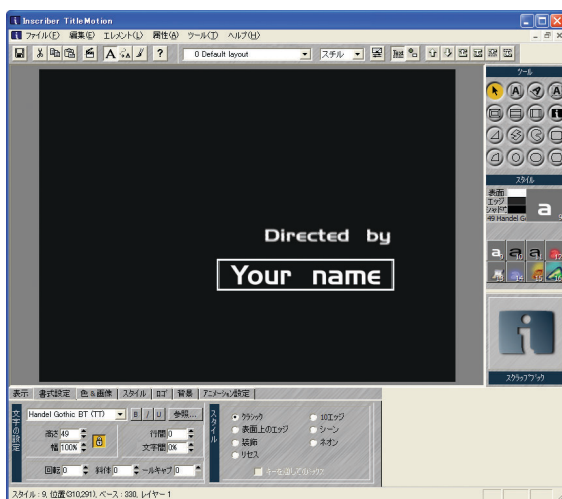 Inscriber TitleMotion
ファイル(F) 編集(E) エレメント(L) 属性(A) ツール(T) ヘルプ(H)
A ? 0 Default layout スチル
ツール
Directed by
Your name
スタイル
表面
エッジ
シャドウ
49 Handel G
a
スクラップブック
表示 書式設定 色&画像 スタイル ロゴ 背景 アニメーション設定
文字の設定
Handel Gothic BT (TT) B I U 参照...
高さ 49 行間 0
幅 100% 文字間 0%
回転 0 斜体 0 ールキャプ 0
スタイル
クラシック 10エッジ
表面上のエッジ シーン
装飾 ネオン
リセス
スタイル : 9, 位置(310,291), ベース : 330, レイヤー 1